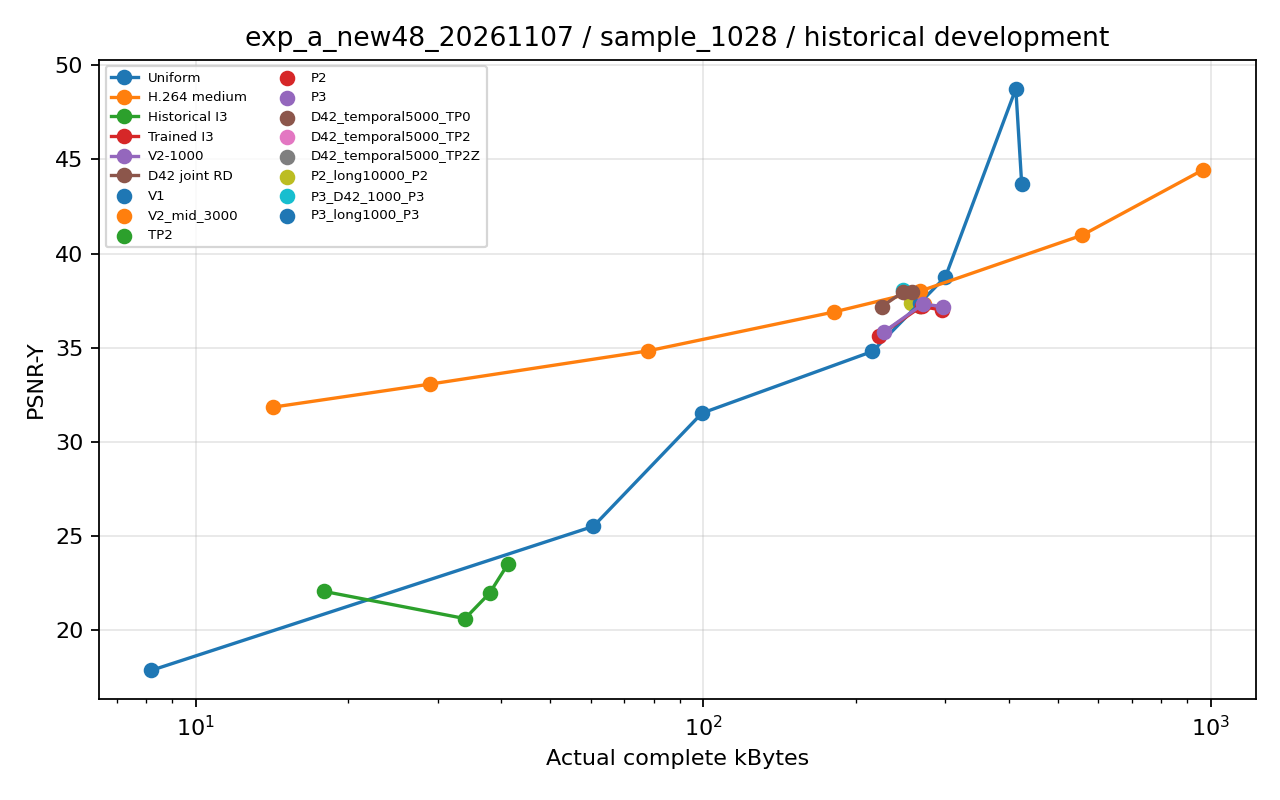 exp_a_new48_20261107 / sample_1028 / historical development
PSNR-Y
50
45
40
35
30
25
20
Uniform
H.264 medium
Historical I3
Trained I3
V2-1000
D42 joint RD
V1
V2_mid_3000
TP2
P2
P3
D42_temporal5000_TP0
D42_temporal5000_TP2
D42_temporal5000_TP2Z
P2_long10000_P2
P3_D42_1000_P3
P3_long1000_P3
10¹
10²
10³
Actual complete kBytes